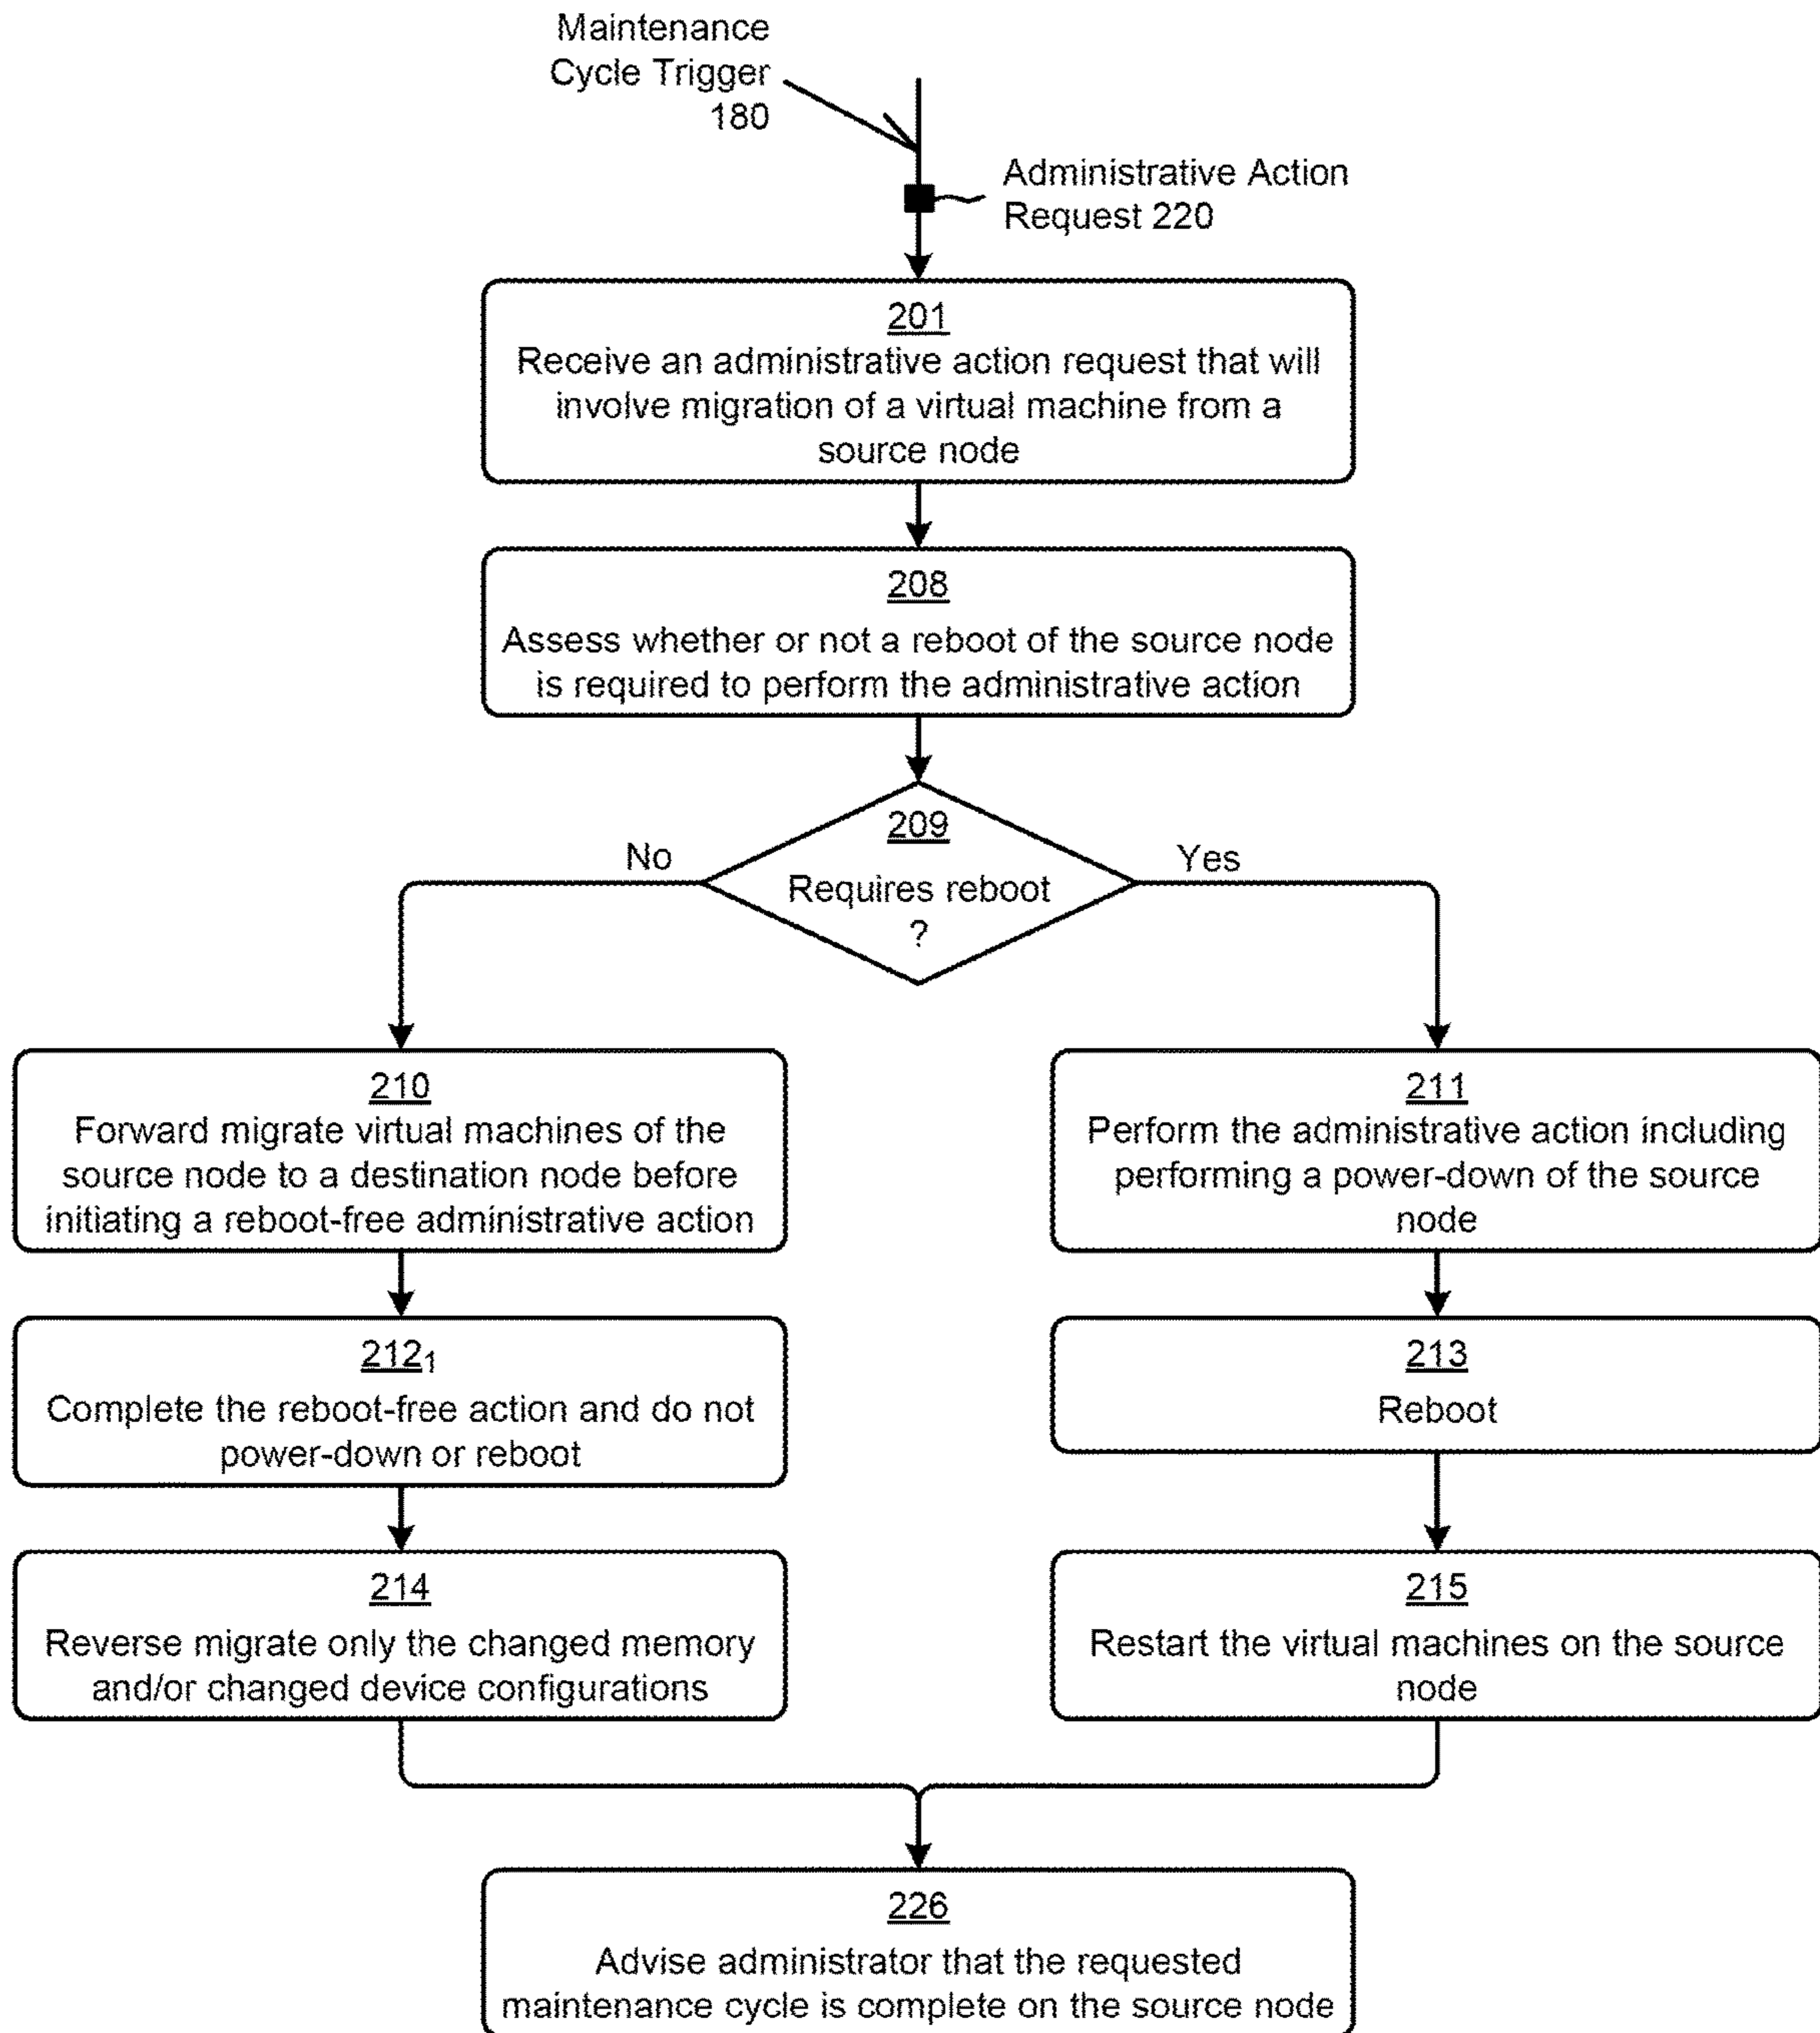 Maintenance
Cycle Trigger
180
Administrative Action
Request 220
201
Receive an administrative action request that will
involve migration of a virtual machine from a
source node
208
Assess whether or not a reboot of the source node
is required to perform the administrative action
209
Requires reboot
?
No
Yes
210
Forward migrate virtual machines of the
source node to a destination node before
initiating a reboot-free administrative action
211
Perform the administrative action including
performing a power-down of the source
node
212₁
Complete the reboot-free action and do not
power-down or reboot
213
Reboot
214
Reverse migrate only the changed memory
and/or changed device configurations
215
Restart the virtual machines on the source
node
226
Advise administrator that the requested
maintenance cycle is complete on the source node